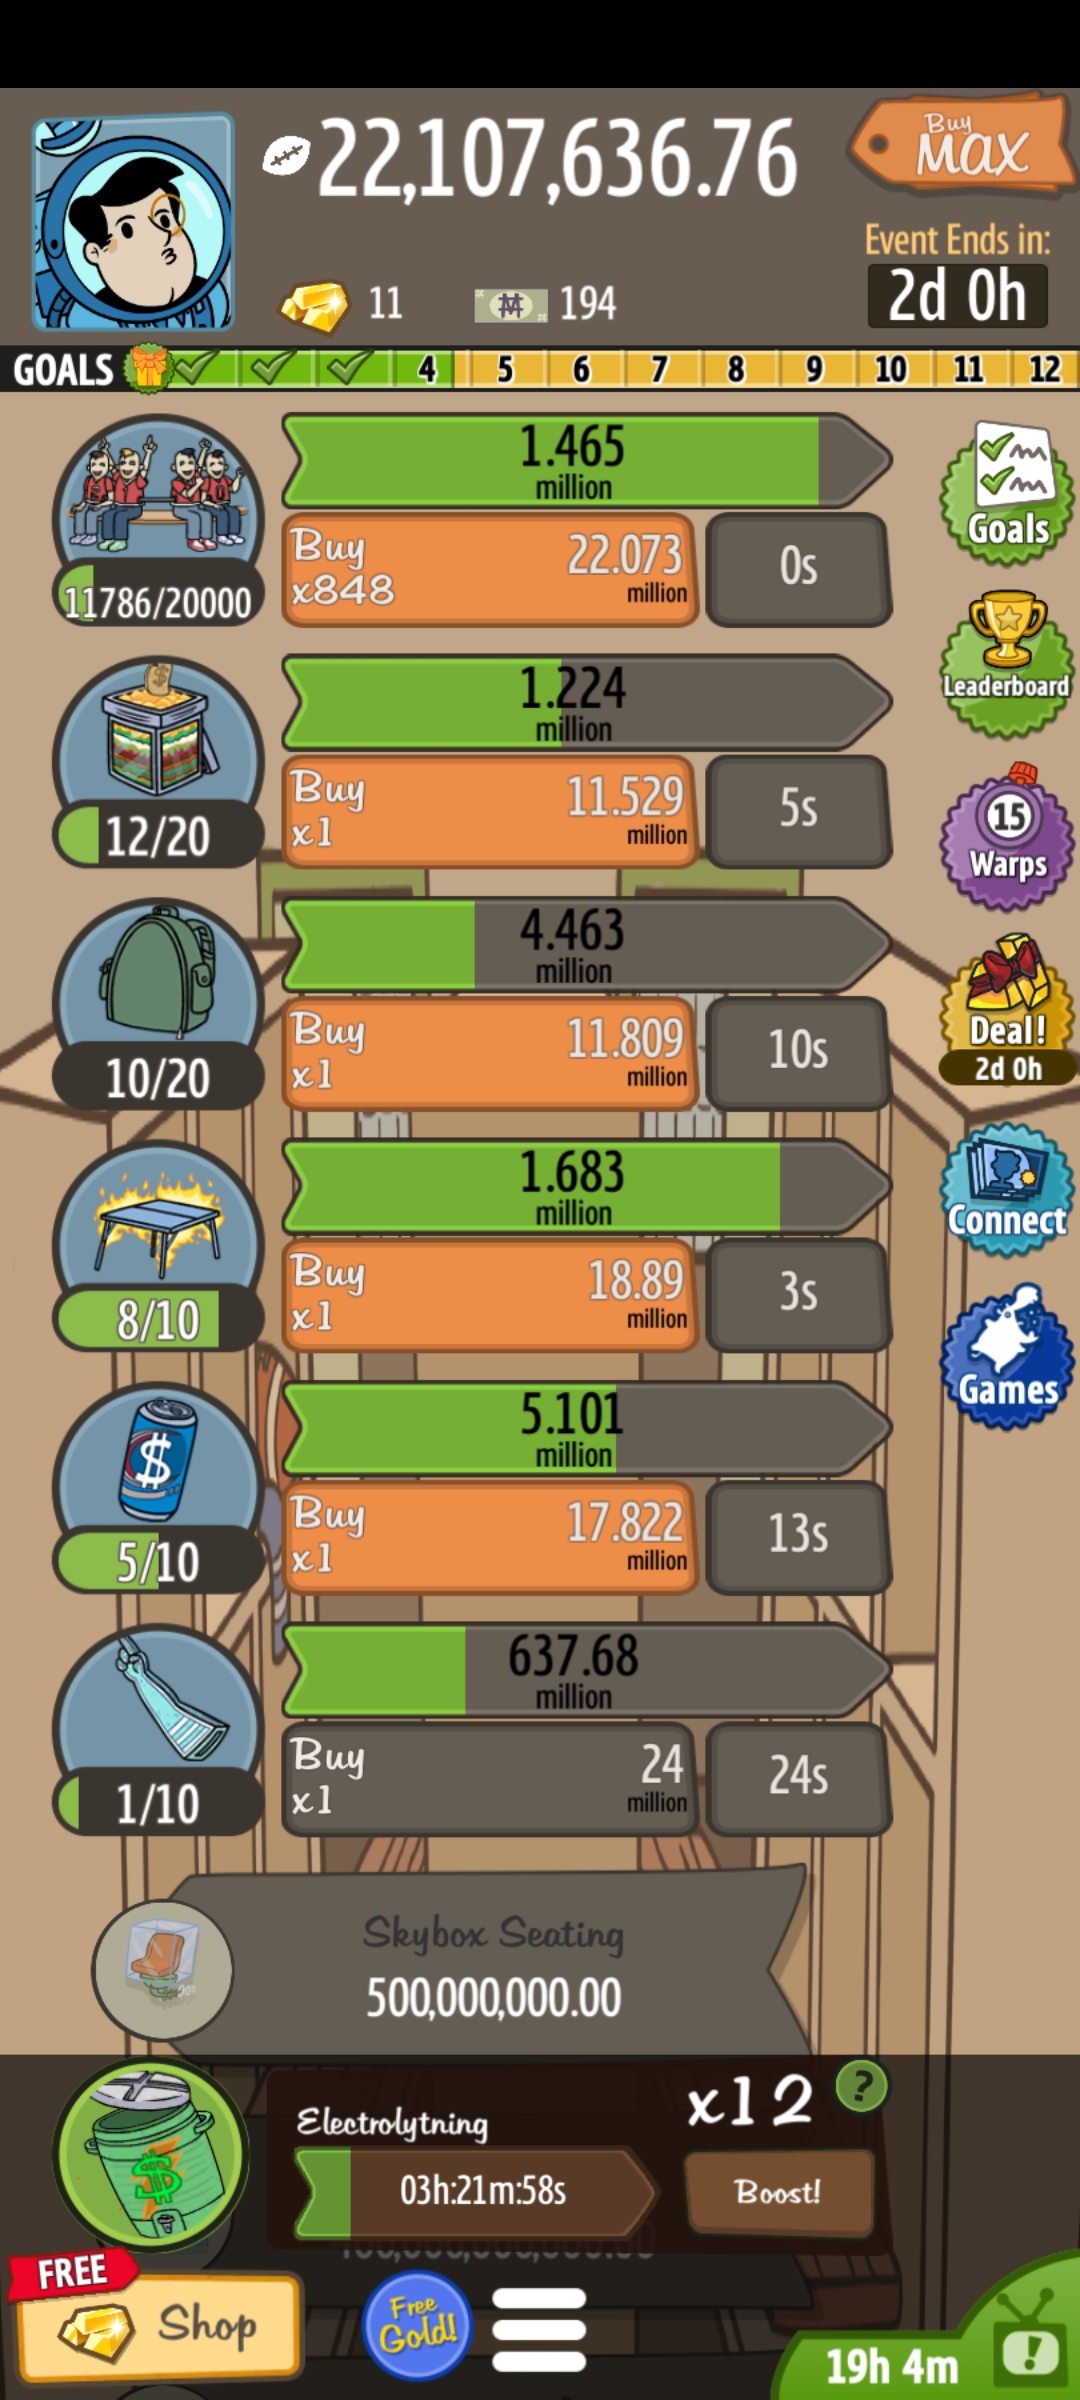 22,107,636.76
Buy
MAX
Event Ends in:
2d 0h
11
194
GOALS
4
5
6
7
8
9
10
11
12
1.465
million
Buy
x848
22.073
million
0s
11786/20000
Goals
1.224
million
Buy
x1
11.529
million
5s
12/20
Leaderboard
4.463
million
Buy
x1
11.809
million
10s
10/20
15
Warps
Deal!
2d 0h
1.683
million
Buy
x1
18.89
million
3s
8/10
Connect
5.101
million
Buy
x1
17.822
million
13s
$
5/10
Games
637.68
million
Buy
x1
24
million
24s
1/10
Skybox Seating
500,000,000.00
$
Electrolytning
03h:21m:58s
x12
?
Boost!
FREE
Shop
Free
Gold!
19h 4m
!